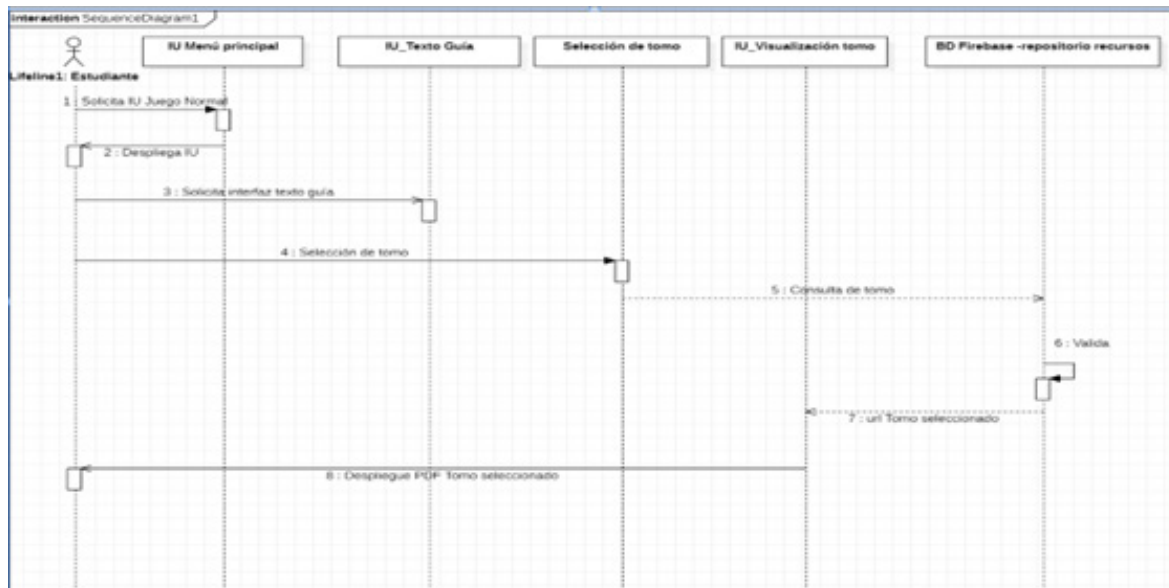 interaction SequenceDiagram1
IU Menú principal
IU_Texto Guía
Selección de tomo
IU_Visualización tomo
BD Firebase -repositorio recursos
Lifeline1: Estudiante
1 : Solicita IU Juego Normal
2 : Despliega IU
3 : Solicita interfaz texto guía
4 : Selección de tomo
5 : Consulta de tomo
6 : Valida
7 : url Tomo seleccionado
8 : Despliegue PDF Tomo seleccionado